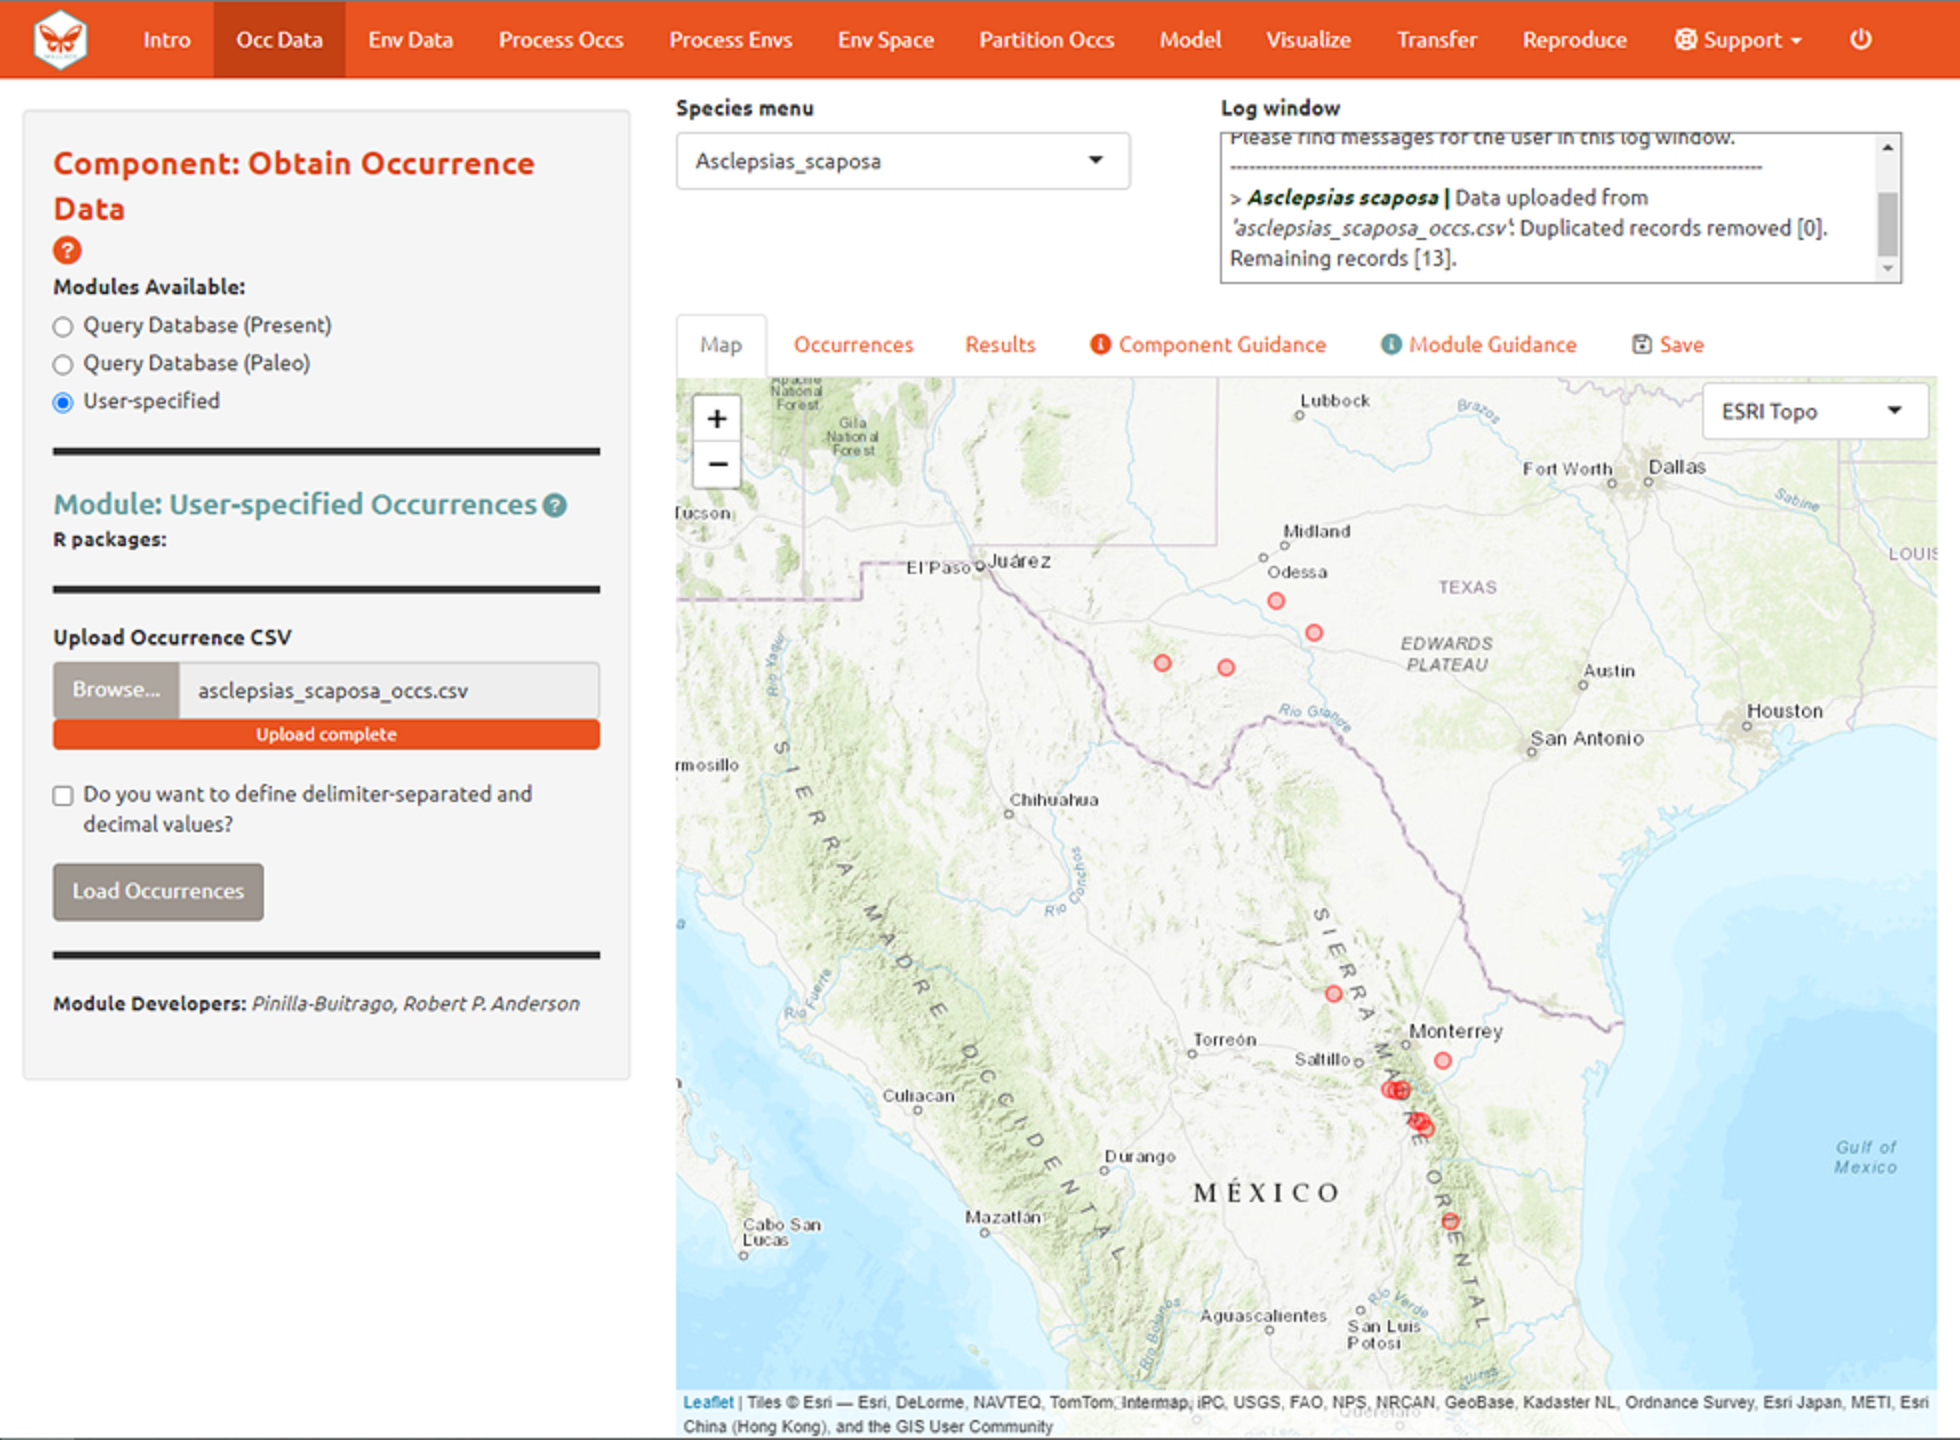 Intro
Occ Data
Env Data
Process Occs
Process Envs
Env Space
Partition Occs
Model
Visualize
Transfer
Reproduce
Support
Component: Obtain Occurrence
Data
?
Modules Available:
Query Database (Present)
Query Database (Paleo)
User-specified
Module: User-specified Occurrences ?
R packages:
Upload Occurrence CSV
Browse... asclepsias_scaposa_occs.csv
Upload complete
Do you want to define delimiter-separated and
decimal values?
Load Occurrences
Module Developers: Pinilla-Buitrago, Robert P. Anderson
Species menu
Asclepsias_scaposa
Log window
Please find messages for the user in this log window.
> Asclepsias scaposa | Data uploaded from
'asclepsias_scaposa_occs.csv': Duplicated records removed [0].
Remaining records [13].
Map
Occurrences
Results
Component Guidance
Module Guidance
Save
+
−
ESRI Topo
Apache
National
Forest
Gila
National
Forest
Lubbock
Brazos
Fort Worth
Dallas
Sabine
Tucson
Midland
LOUIS
El Paso
Juárez
Odessa
TEXAS
Rio Yaqui
EDWARDS
PLATEAU
Austin
Rio Grande
Houston
San Antonio
rmosillo
Chihuahua
SIERRA MADRE OCCIDENTAL
Rio Conchos
SIERRA MADRE ORIENTAL
Rio Fuerte
Monterrey
Torreón
Saltillo
Culiacan
Gulf of
Mexico
Durango
MÉXICO
Mazatlán
Cabo San
Lucas
Rio Bolaños
Aguascalientes
Rio Verde
San Luis
Potosi
Leaflet | Tiles © Esri — Esri, DeLorme, NAVTEQ, TomTom, Intermap, iPC, USGS, FAO, NPS, NRCAN, GeoBase, Kadaster NL, Ordnance Survey, Esri Japan, METI, Esri
China (Hong Kong), and the GIS User Community